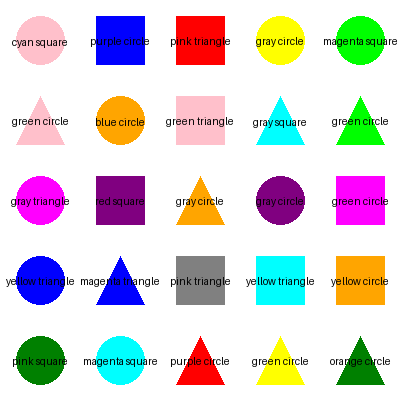 cyan square
purple circle
pink triangle
gray circle
magenta square
green circle
blue circle
green triangle
gray square
green circle
gray triangle
red square
gray circle
gray circle
green circle
yellow triangle
magenta triangle
pink triangle
yellow triangle
yellow circle
pink square
magenta square
purple circle
green circle
orange circle